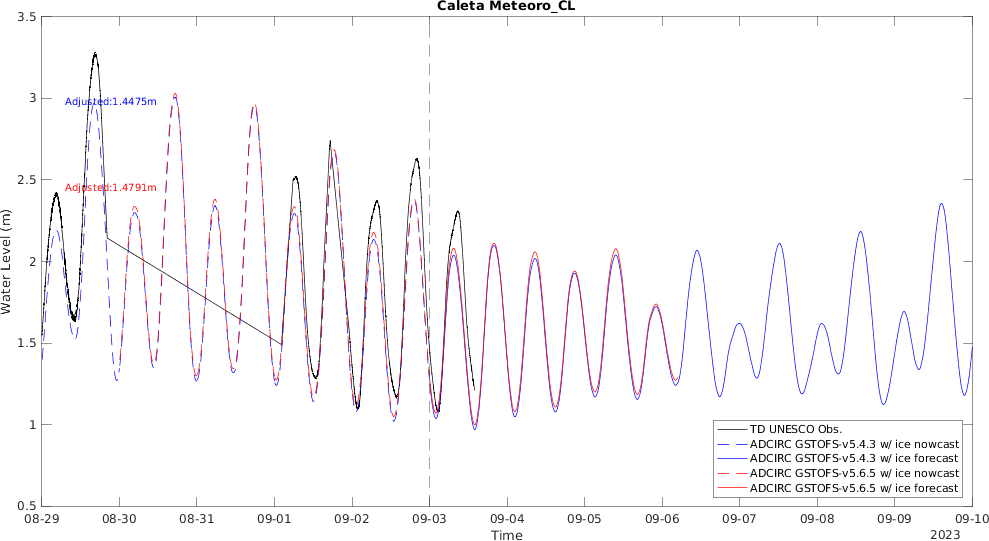 Caleta Meteoro_CL
3.5
3
2.5
2
1.5
1
0.5
Water Level (m)
Adjusted:1.4475m
Adjusted:1.4791m
TD UNESCO Obs.
ADCIRC GSTOFS-v5.4.3 w/ ice nowcast
ADCIRC GSTOFS-v5.4.3 w/ ice forecast
ADCIRC GSTOFS-v5.6.5 w/ ice nowcast
ADCIRC GSTOFS-v5.6.5 w/ ice forecast
08-29 08-30 08-31 09-01 09-02 09-03 09-04 09-05 09-06 09-07 09-08 09-09 09-10
Time
2023